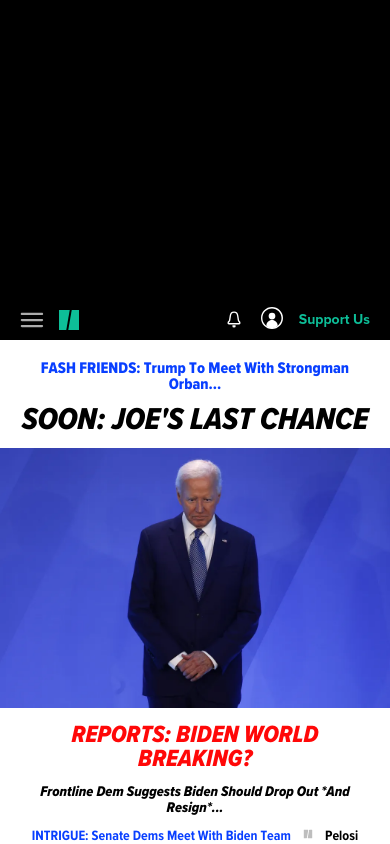 Support Us
FASH FRIENDS: Trump To Meet With Strongman
Orban...
SOON: JOE'S LAST CHANCE
REPORTS: BIDEN WORLD
BREAKING?
Frontline Dem Suggests Biden Should Drop Out *And
Resign*...
INTRIGUE: Senate Dems Meet With Biden Team Pelosi